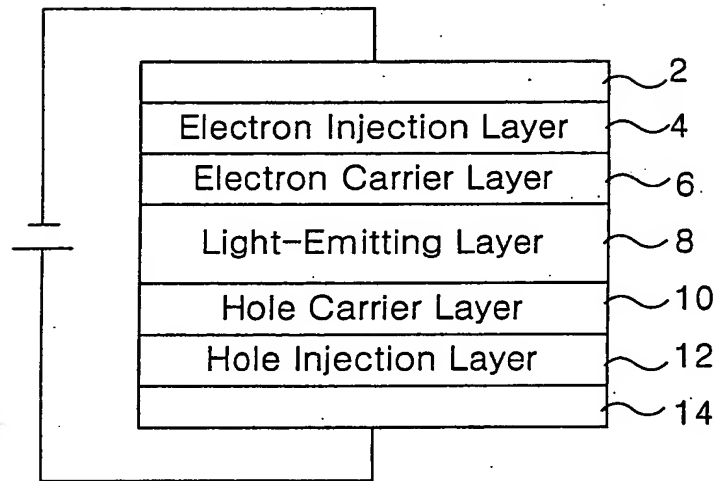 2
Electron Injection Layer 4
Electron Carrier Layer 6
Light-Emitting Layer 8
Hole Carrier Layer 10
Hole Injection Layer 12
14